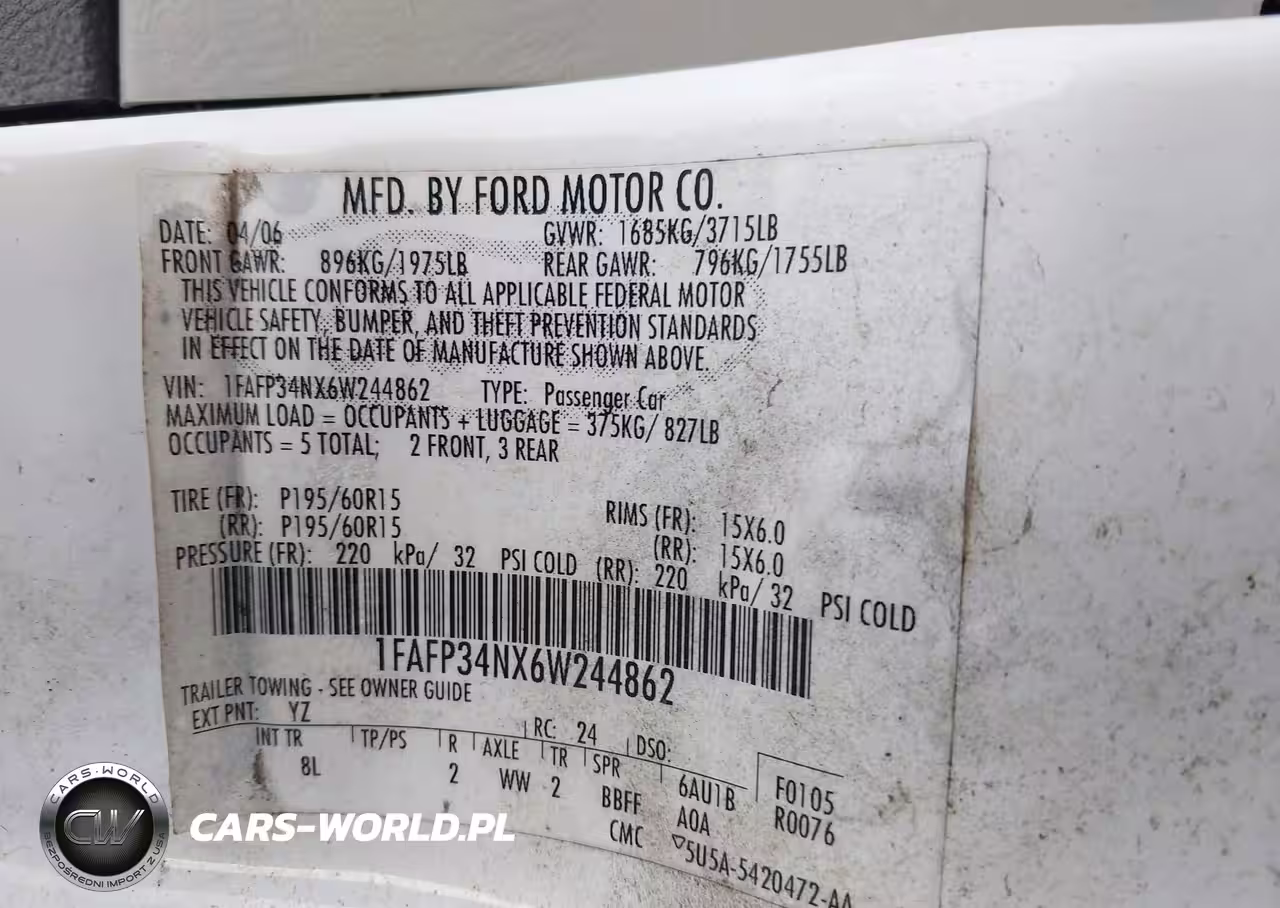 MFD. BY FORD MOTOR CO.
DATE: 04/06 GVWR: 1685KG/3715LB
FRONT GAWR: 896KG/1975LB REAR GAWR: 796KG/1755LB
THIS VEHICLE CONFORMS TO ALL APPLICABLE FEDERAL MOTOR
VEHICLE SAFETY, BUMPER, AND THEFT PREVENTION STANDARDS
IN EFFECT ON THE DATE OF MANUFACTURE SHOWN ABOVE.
VIN: 1FAFP34NX6W244862 TYPE: Passenger Car
MAXIMUM LOAD = OCCUPANTS + LUGGAGE = 375KG/ 827LB
OCCUPANTS = 5 TOTAL; 2 FRONT, 3 REAR
TIRE (FR): P195/60R15 RIMS (FR): 15X6.0
(RR): P195/60R15 (RR): 15X6.0
PRESSURE (FR): 220 kPa/ 32 PSI COLD (RR): 220 kPa/ 32 PSI COLD
1FAFP34NX6W244862
TRAILER TOWING - SEE OWNER GUIDE
EXT PNT: YZ RC: 24 DSO:
INT TR TP/PS R AXLE TR SPR 6AU1B F0105
8L 2 WW 2 BBFF A0A R0076
CMC 5U5A-5420472-AA
CARS-WORLD
CW
BEZPOŚREDNI IMPORT Z USA
CARS-WORLD.PL